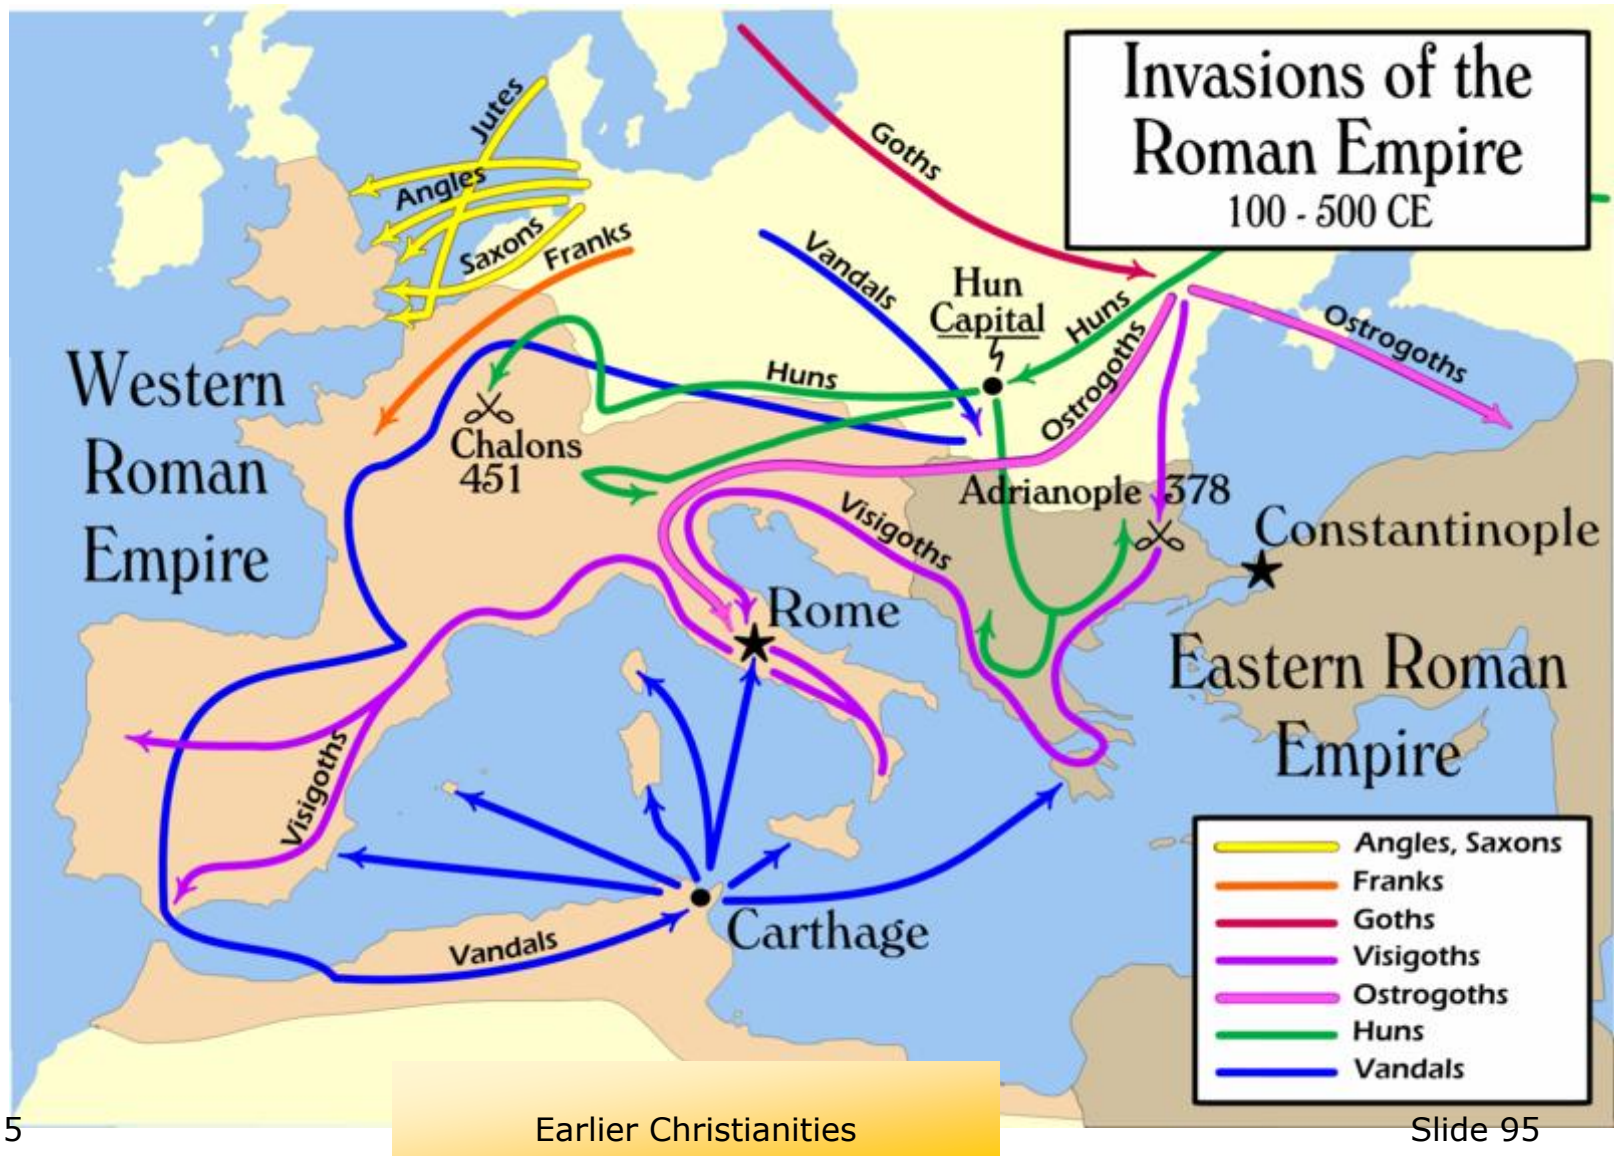 Invasions of the
Roman Empire
100 - 500 CE
Jutes
Angles
Saxons
Franks
Goths
Vandals
Hun
Capital
Huns
Ostrogoths
Ostrogoths
Huns
Western
Roman
Empire
Chalons
451
Adrianople 378
Visigoths
Constantinople
Rome
Eastern Roman
Empire
Visigoths
Carthage
Vandals
Angles, Saxons
Franks
Goths
Visigoths
Ostrogoths
Huns
Vandals
5
Earlier Christianities
Slide 95